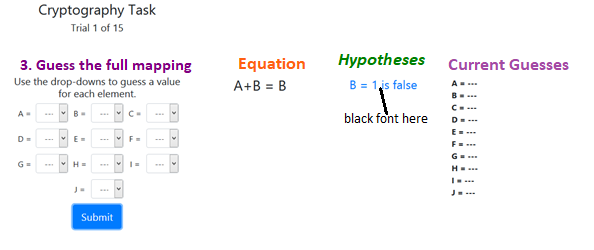 Cryptography Task
Trial 1 of 15
3. Guess the full mapping
Use the drop-downs to guess a value
for each element.
A = --- B = --- C = ---
D = --- E = --- F = ---
G = --- H = --- I = ---
J = ---
Submit
Equation
A+B = B
Hypotheses
B = 1 is false
black font here
Current Guesses
A = ---
B = ---
C = ---
D = ---
E = ---
F = ---
G = ---
H = ---
I = ---
J = ---